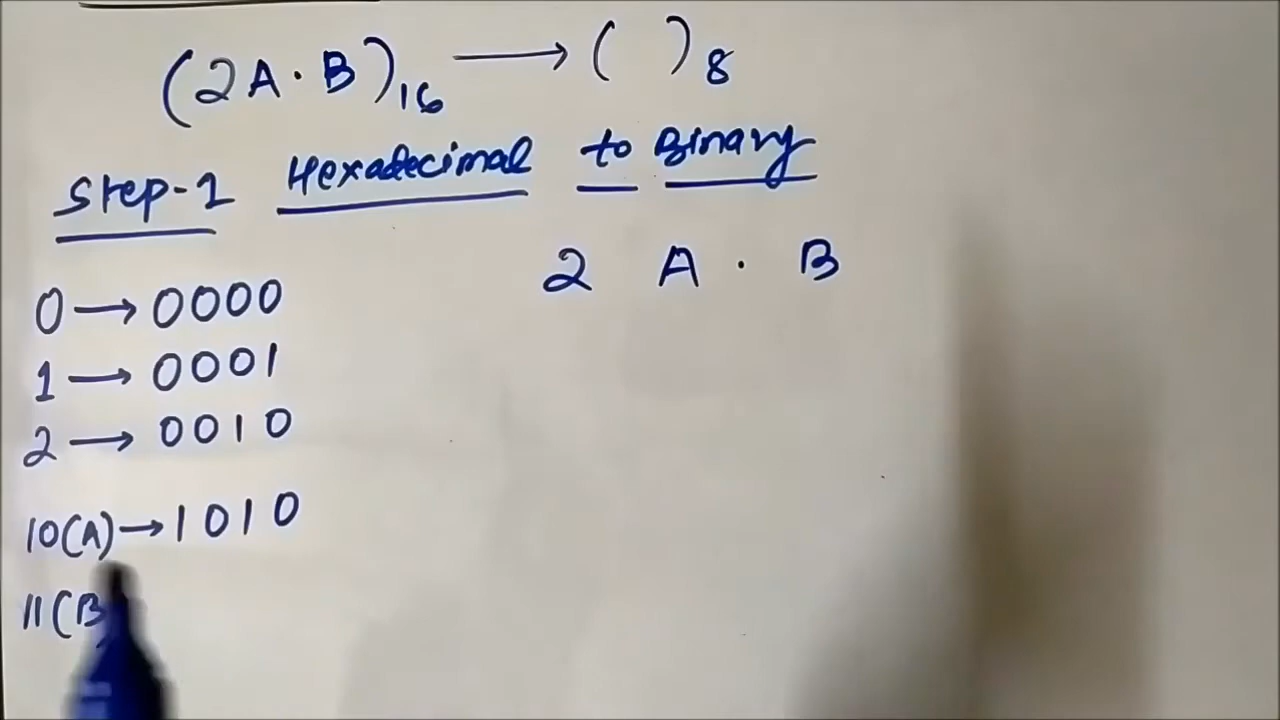 (2A.B)16 → ( )8
Step-1 Hexadecimal to Binary
2 A . B
0 → 0000
1 → 0001
2 → 0010
10(A) → 1010
11(B